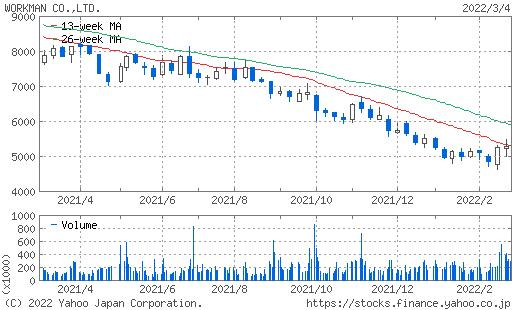 WORKMAN CO.,LTD.
2022/3/4
9000
13-week MA
26-week MA
8000
7000
6000
5000
4000
2021/4 2021/6 2021/8 2021/10 2021/12 2022/2
1000
Volume
800
600
400
200
0
(x1000)
2021/4 2021/6 2021/8 2021/10 2021/12 2022/2
(C) 2022 Yahoo Japan Corporation.
https://stocks.finance.yahoo.co.jp/